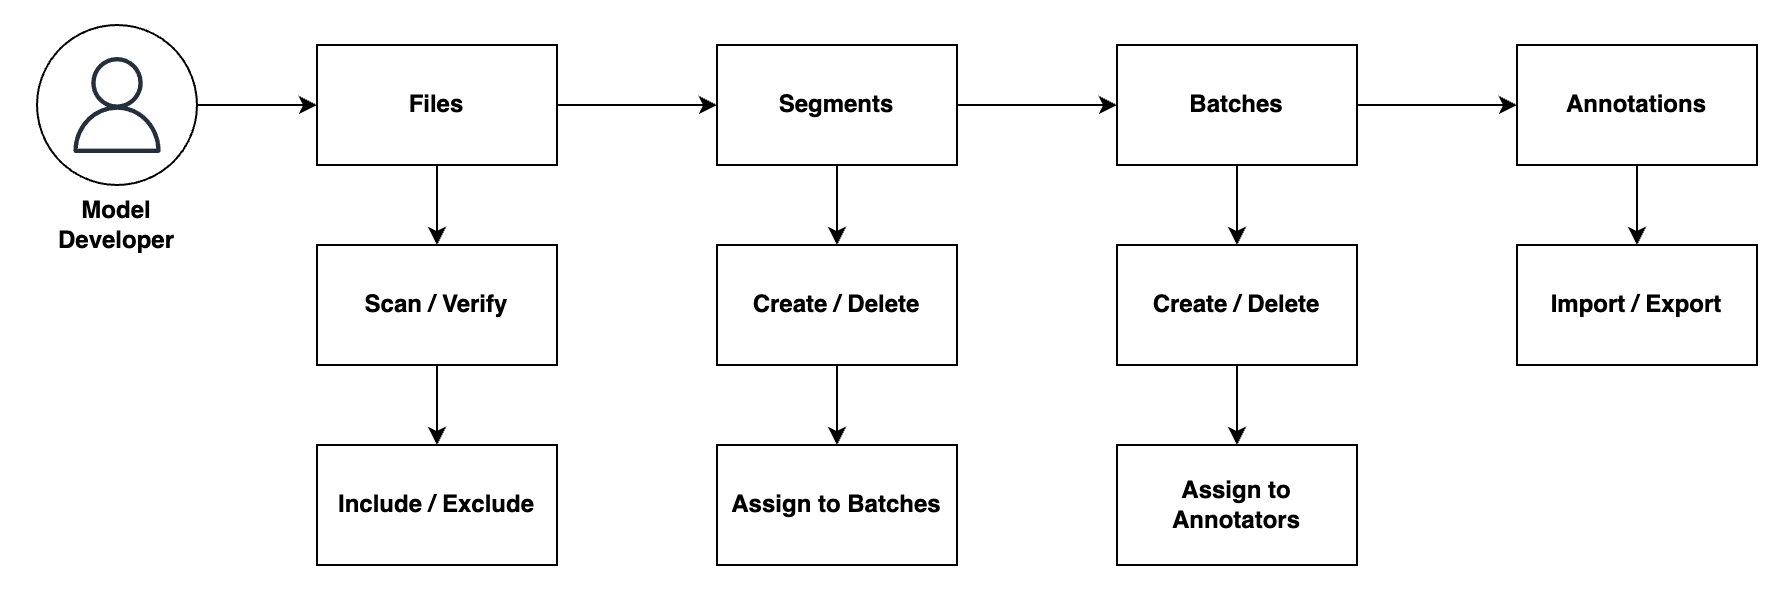 Files
Segments
Batches
Annotations
Model
Developer
Scan / Verify
Create / Delete
Create / Delete
Import / Export
Include / Exclude
Assign to Batches
Assign to
Annotators